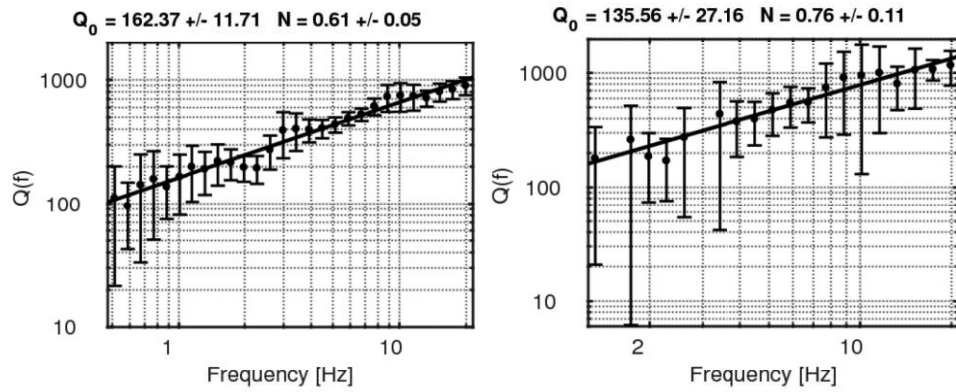 Q0 = 162.37 +/- 11.71 N = 0.61 +/- 0.05
1000
100
10
Q(f)
1
10
Frequency [Hz]
Q0 = 135.56 +/- 27.16 N = 0.76 +/- 0.11
1000
100
10
Q(f)
2
10
Frequency [Hz]